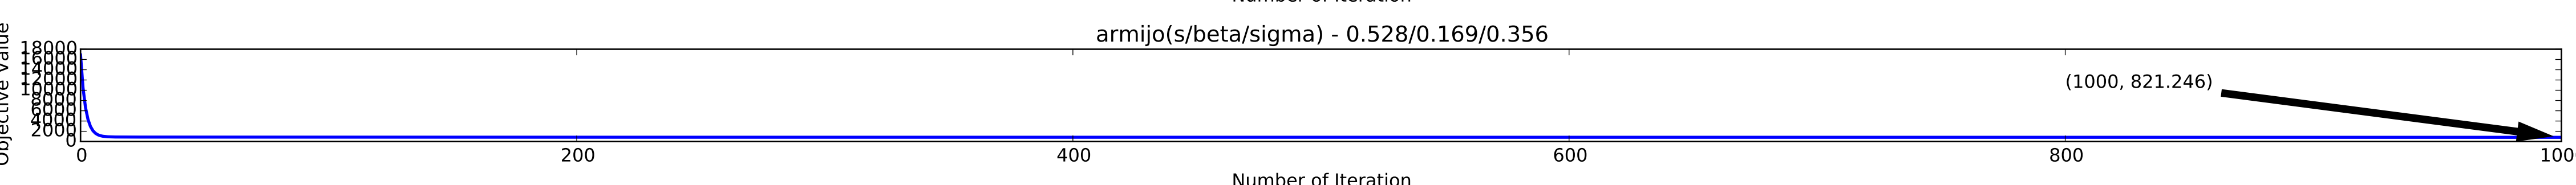 Number of Iteration
armijo(s/beta/sigma) - 0.528/0.169/0.356
Objective Value
18000
16000
14000
12000
10000
8000
6000
4000
2000
0
(1000, 821.246)
0 200 400 600 800 100
Number of Iteration